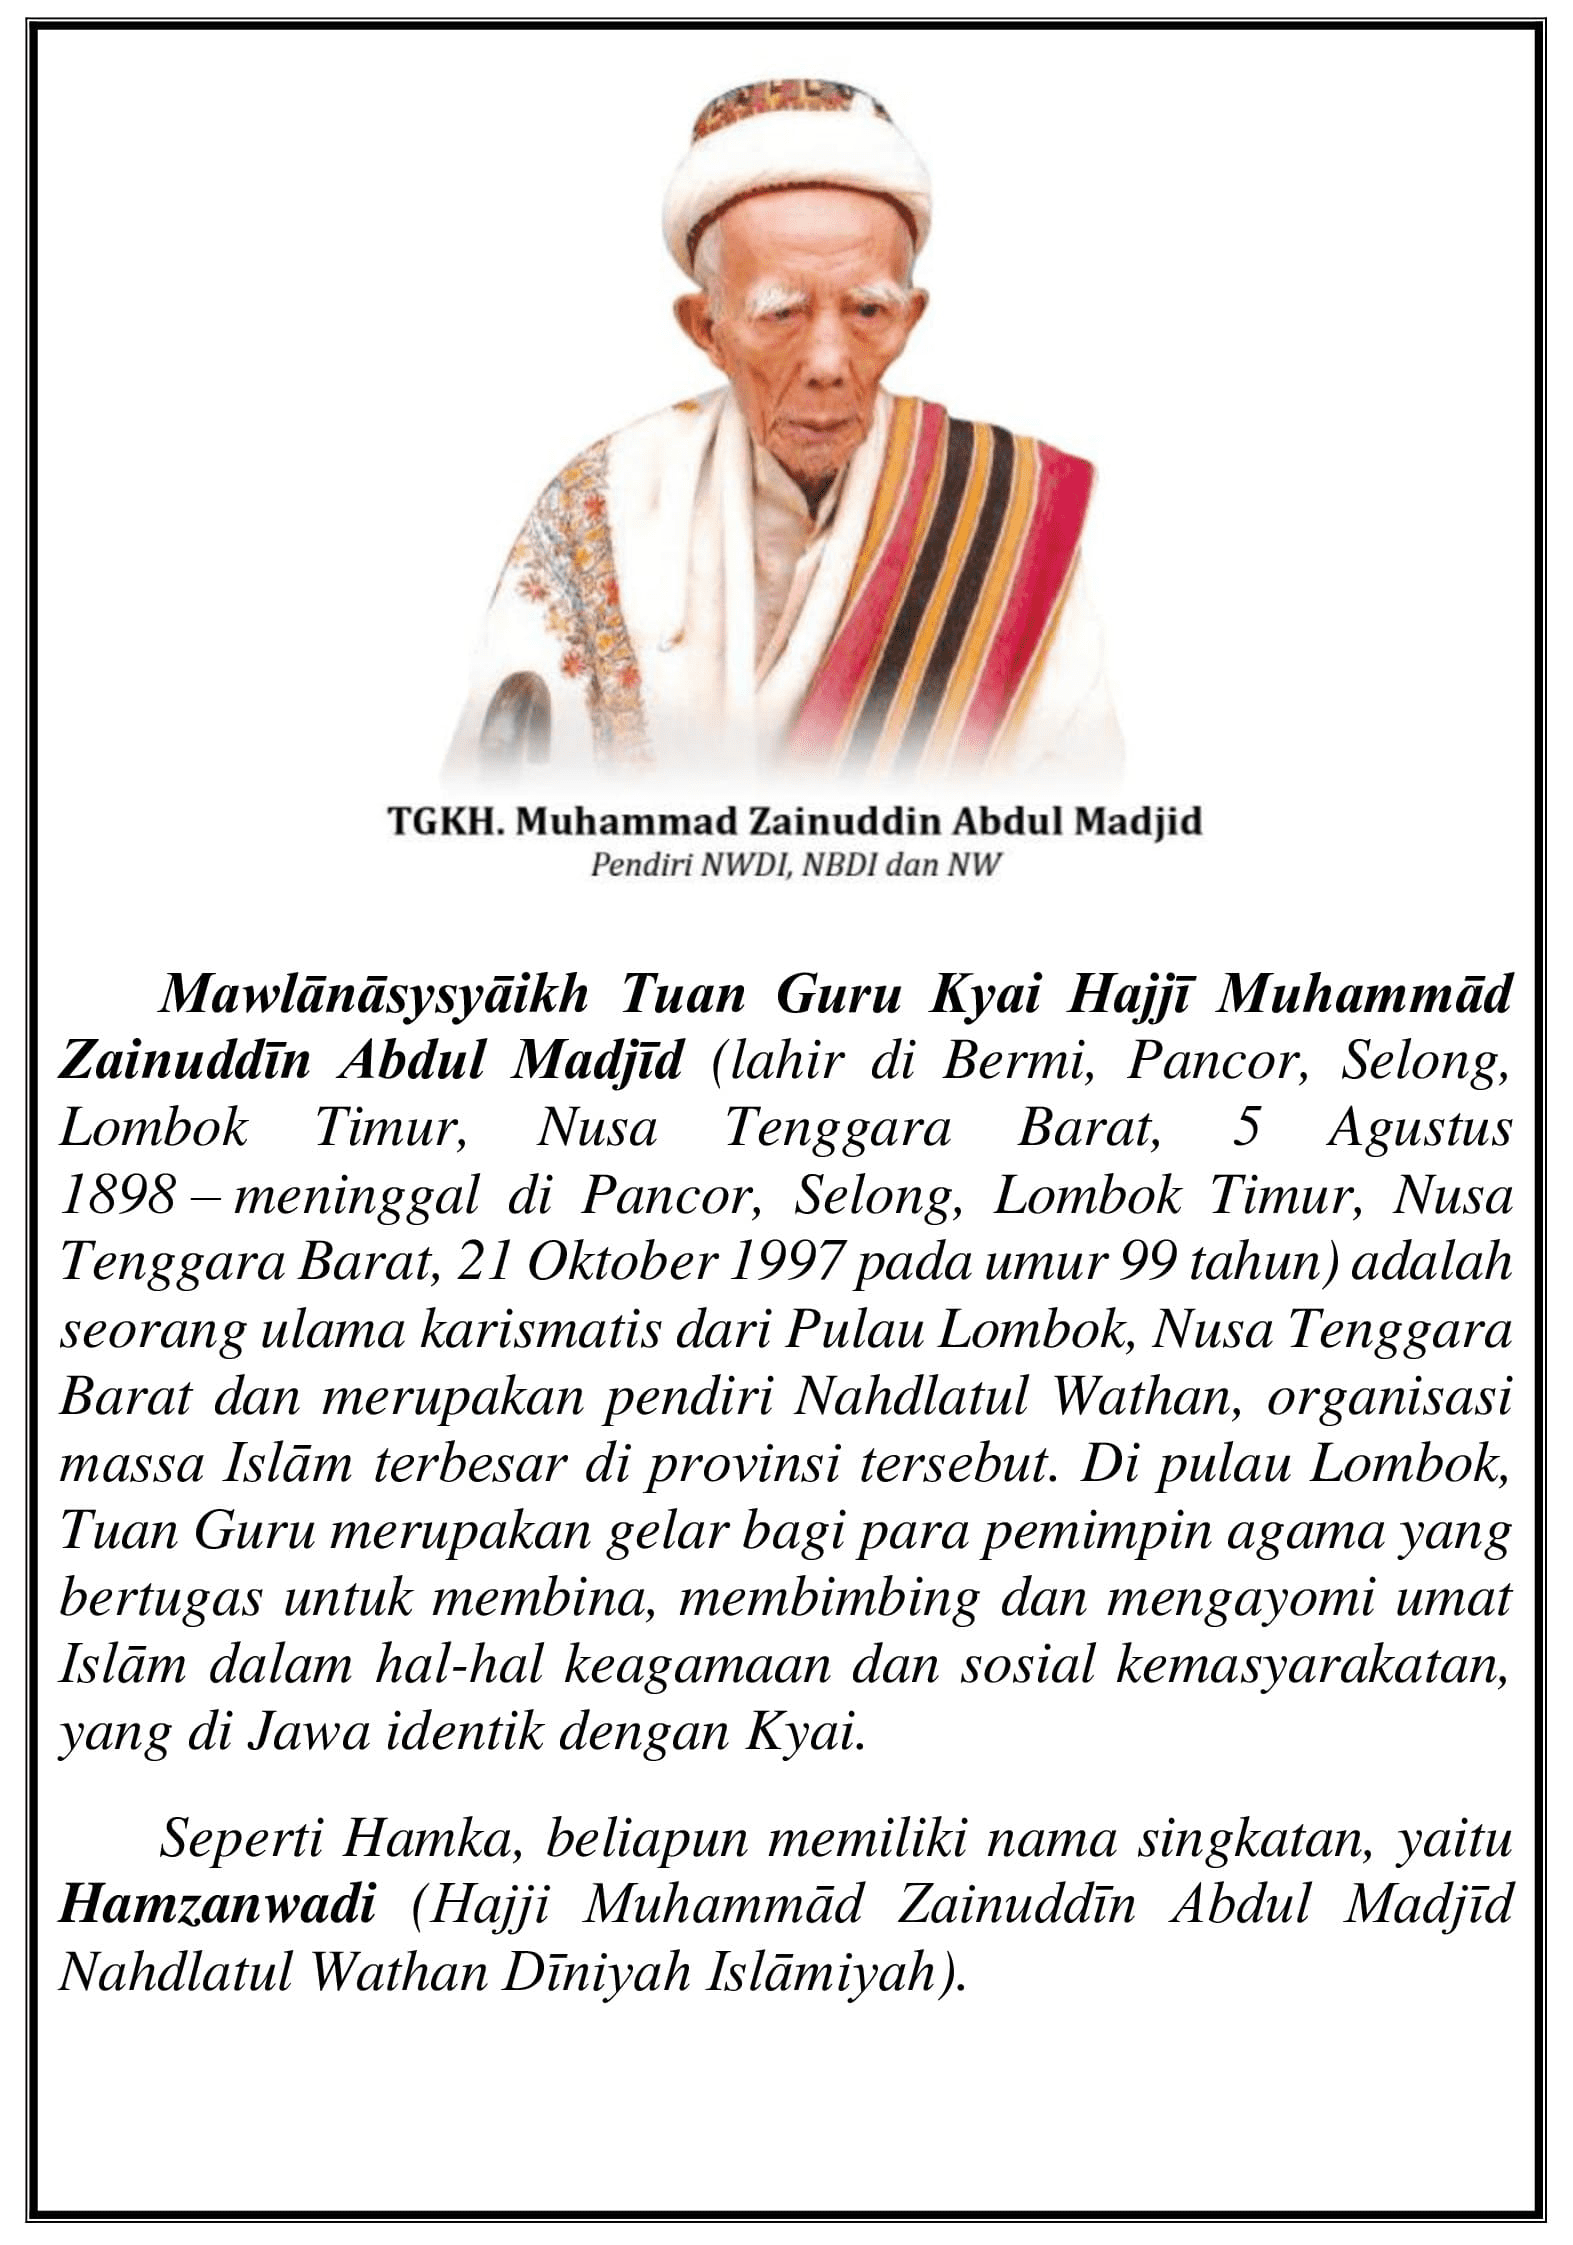 TGKH. Muhammad Zainuddin Abdul Madjid
Pendiri NWDI, NBDI dan NW
Mawlānāsysyāikh Tuan Guru Kyai Hajjī Muhammād
Zainuddīn Abdul Madjīd (lahir di Bermi, Pancor, Selong,
Lombok Timur, Nusa Tenggara Barat, 5 Agustus
1898 – meninggal di Pancor, Selong, Lombok Timur, Nusa
Tenggara Barat, 21 Oktober 1997 pada umur 99 tahun) adalah
seorang ulama karismatis dari Pulau Lombok, Nusa Tenggara
Barat dan merupakan pendiri Nahdlatul Wathan, organisasi
massa Islām terbesar di provinsi tersebut. Di pulau Lombok,
Tuan Guru merupakan gelar bagi para pemimpin agama yang
bertugas untuk membina, membimbing dan mengayomi umat
Islām dalam hal-hal keagamaan dan sosial kemasyarakatan,
yang di Jawa identik dengan Kyai.
Seperti Hamka, beliapun memiliki nama singkatan, yaitu
Hamzanwadi (Hajji Muhammād Zainuddīn Abdul Madjīd
Nahdlatul Wathan Dīniyah Islāmiyah).